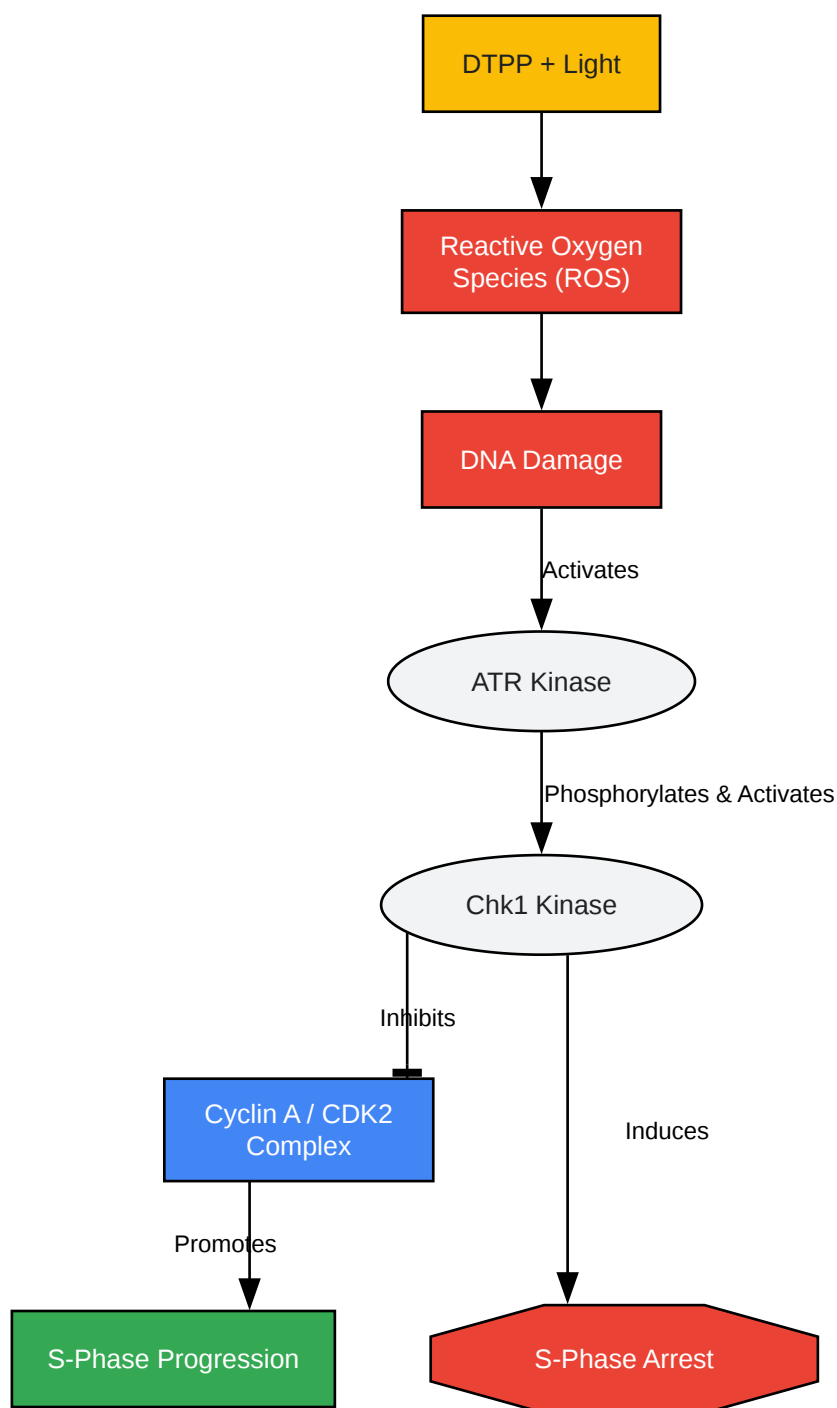 DTPP + Light
Reactive Oxygen
Species (ROS)
DNA Damage
Activates
ATR Kinase
Phosphorylates & Activates
Chk1 Kinase
Inhibits
Cyclin A / CDK2
Complex
Induces
Promotes
S-Phase Progression
S-Phase Arrest